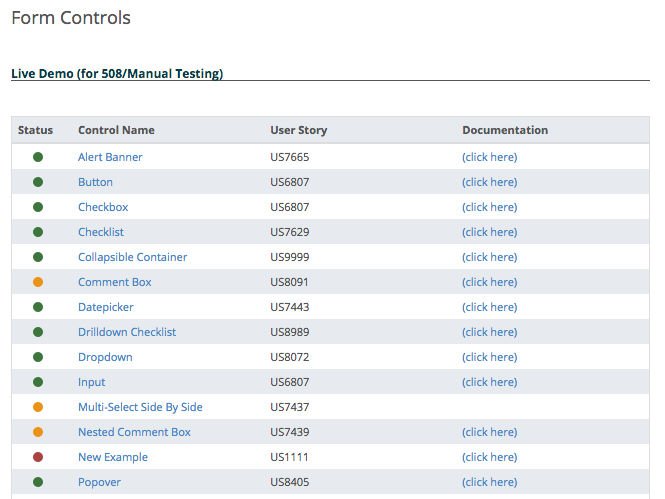 Form Controls
Live Demo (for 508/Manual Testing)
Status Control Name User Story Documentation
Alert Banner US7665 (click here)
Button US6807 (click here)
Checkbox US6807 (click here)
Checklist US7629 (click here)
Collapsible Container US9999 (click here)
Comment Box US8091 (click here)
Datepicker US7443 (click here)
Drilldown Checklist US8989 (click here)
Dropdown US8072 (click here)
Input US6807 (click here)
Multi-Select Side By Side US7437
Nested Comment Box US7439 (click here)
New Example US1111 (click here)
Popover US8405 (click here)